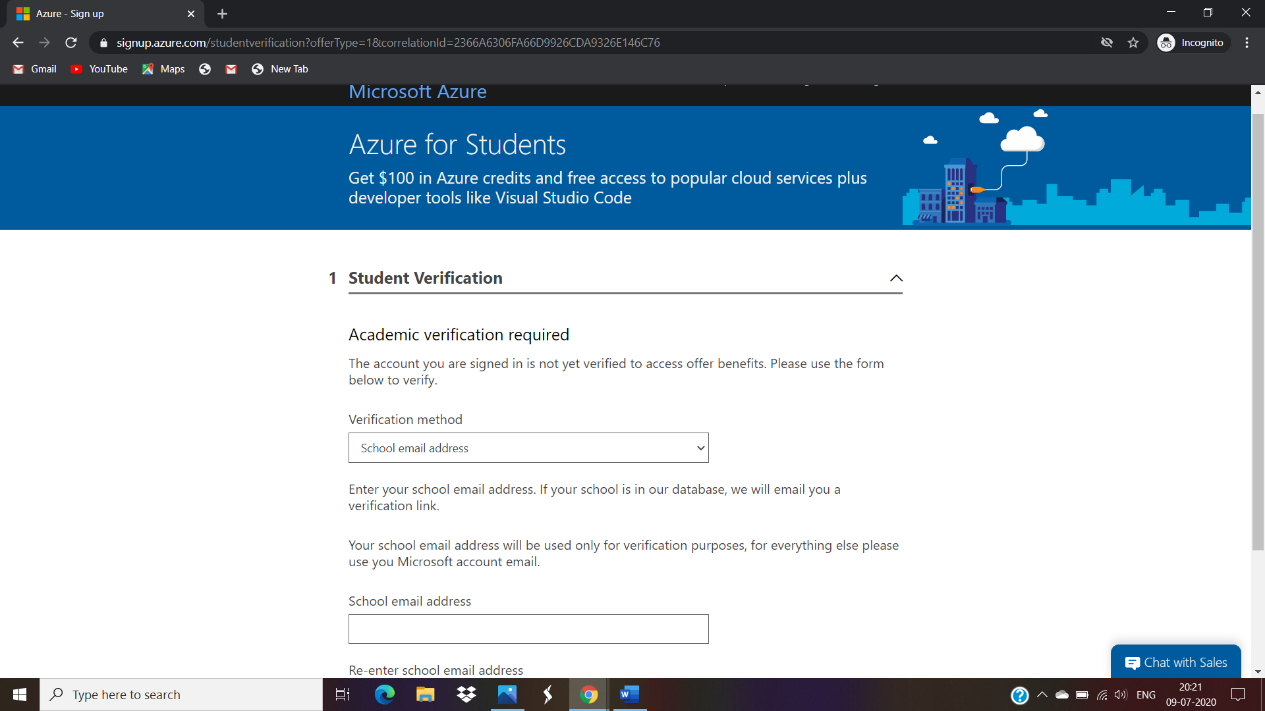 Azure - Sign up
signup.azure.com/studentverification?offerType=1&correlationId=2366A6306FA66D9926CDA9326E146C76
Incognito
Gmail
YouTube
Maps
New Tab
Microsoft Azure
Azure for Students
Get $100 in Azure credits and free access to popular cloud services plus
developer tools like Visual Studio Code
1 Student Verification
Academic verification required
The account you are signed in is not yet verified to access offer benefits. Please use the form
below to verify.
Verification method
School email address
Enter your school email address. If your school is in our database, we will email you a
verification link.
Your school email address will be used only for verification purposes, for everything else please
use you Microsoft account email.
School email address
Re-enter school email address
Chat with Sales
Type here to search
ENG
20:21
09-07-2020